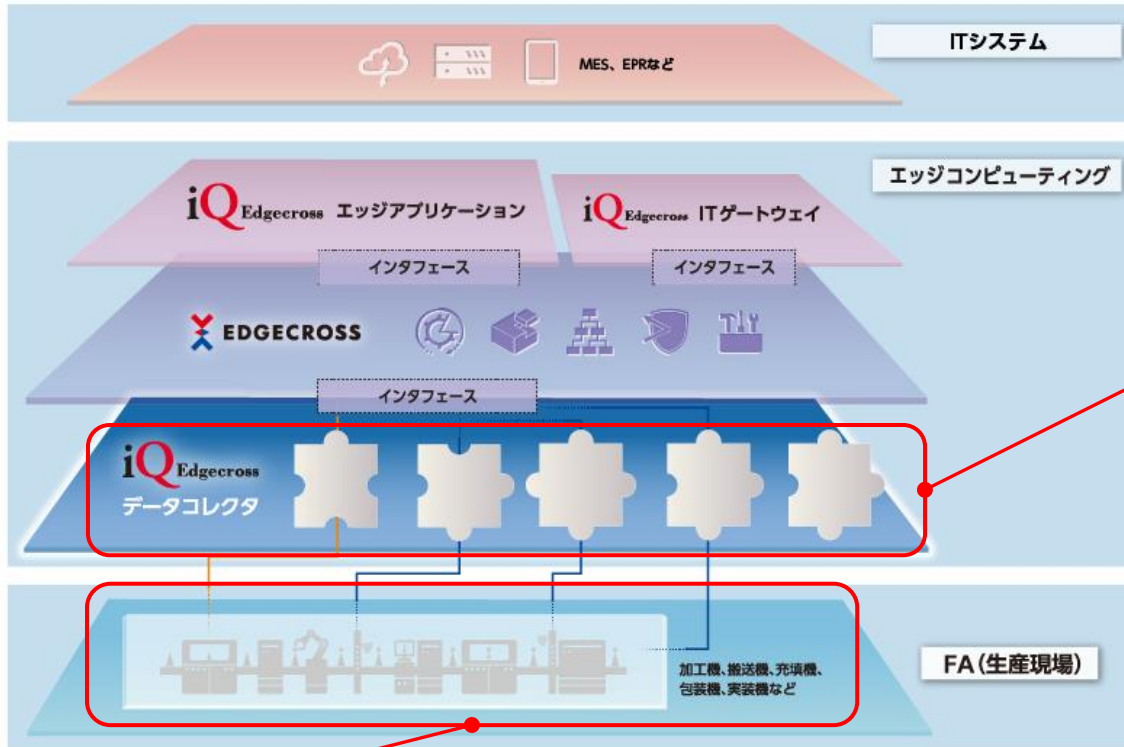 ITシステム
MES、EPRなど
エッジコンピューティング
iQ Edgecross エッジアプリケーション
iQ Edgecross ITゲートウェイ
インタフェース
インタフェース
EDGECROSS
インタフェース
iQ Edgecross
データコレクタ
加工機、搬送機、充填機、
包装機、実装機など
FA(生産現場)